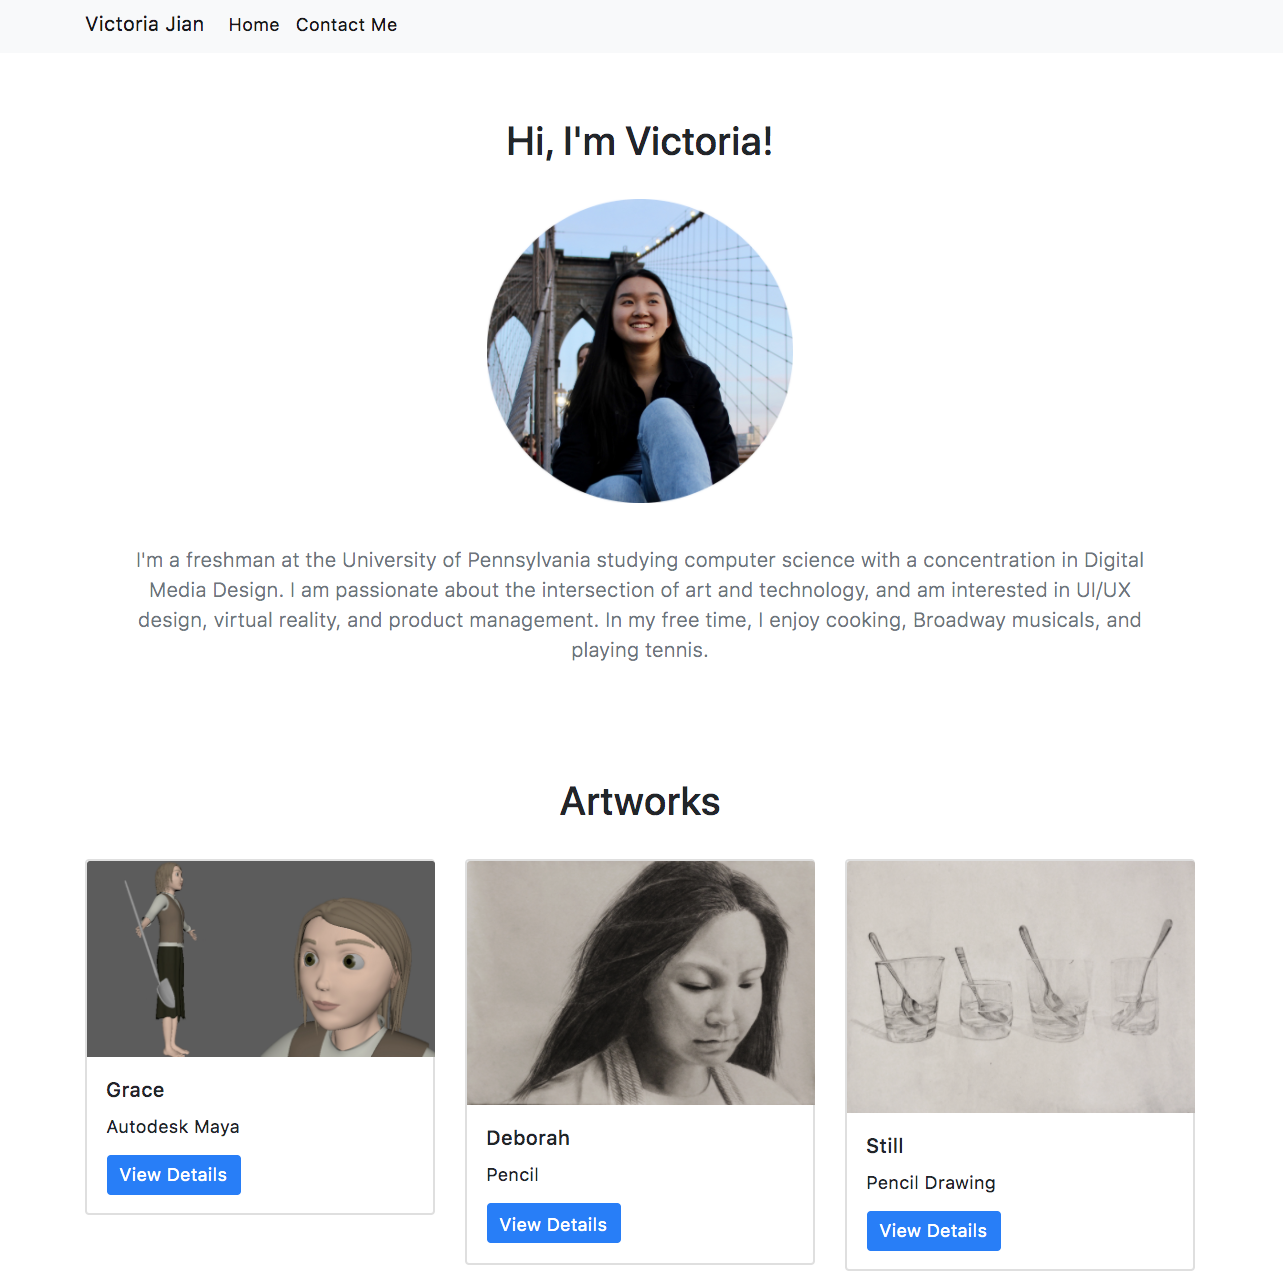 Victoria Jian Home Contact Me
Hi, I'm Victoria!
I'm a freshman at the University of Pennsylvania studying computer science with a concentration in Digital
Media Design. I am passionate about the intersection of art and technology, and am interested in UI/UX
design, virtual reality, and product management. In my free time, I enjoy cooking, Broadway musicals, and
playing tennis.
Artworks
Grace
Autodesk Maya
View Details
Deborah
Pencil
View Details
Still
Pencil Drawing
View Details